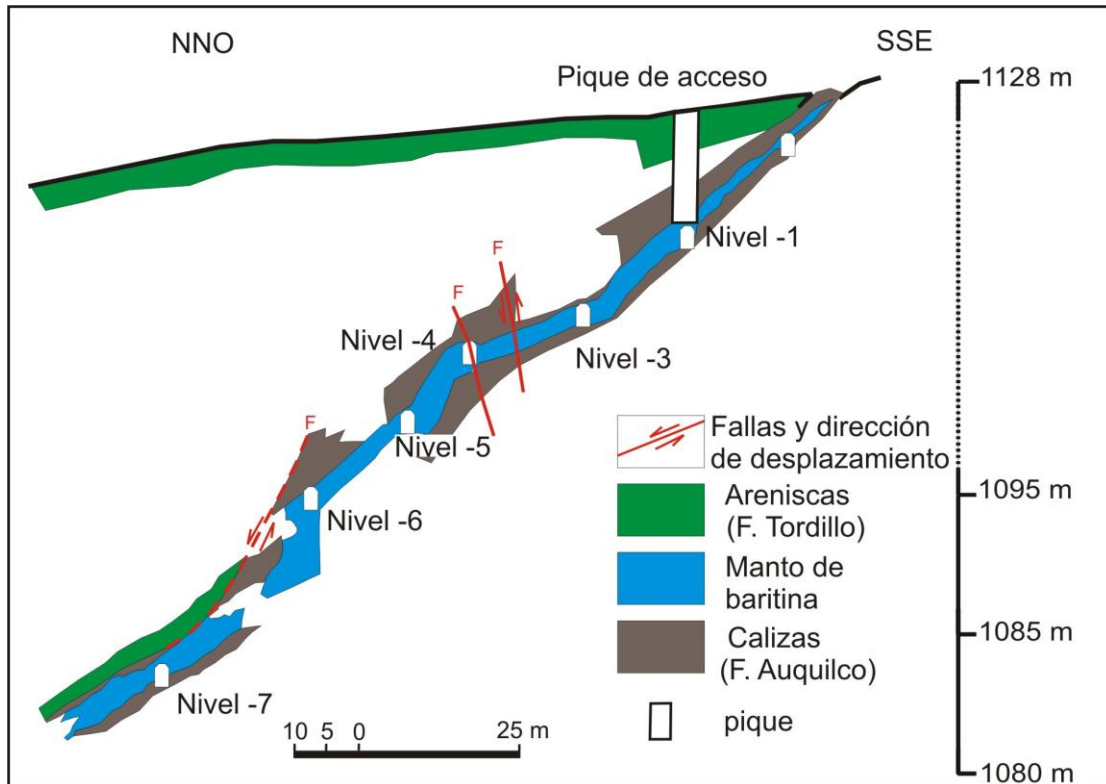 NNO
SSE
Pique de acceso
1128 m
Nivel -1
F
F
Nivel -4
Nivel -3
F
Nivel -5
Nivel -6
Nivel -7
Fallas y dirección
de desplazamiento
Areniscas
(F. Tordillo)
Manto de
baritina
Calizas
(F. Auquilco)
pique
1095 m
1085 m
1080 m
10 5 0 25 m